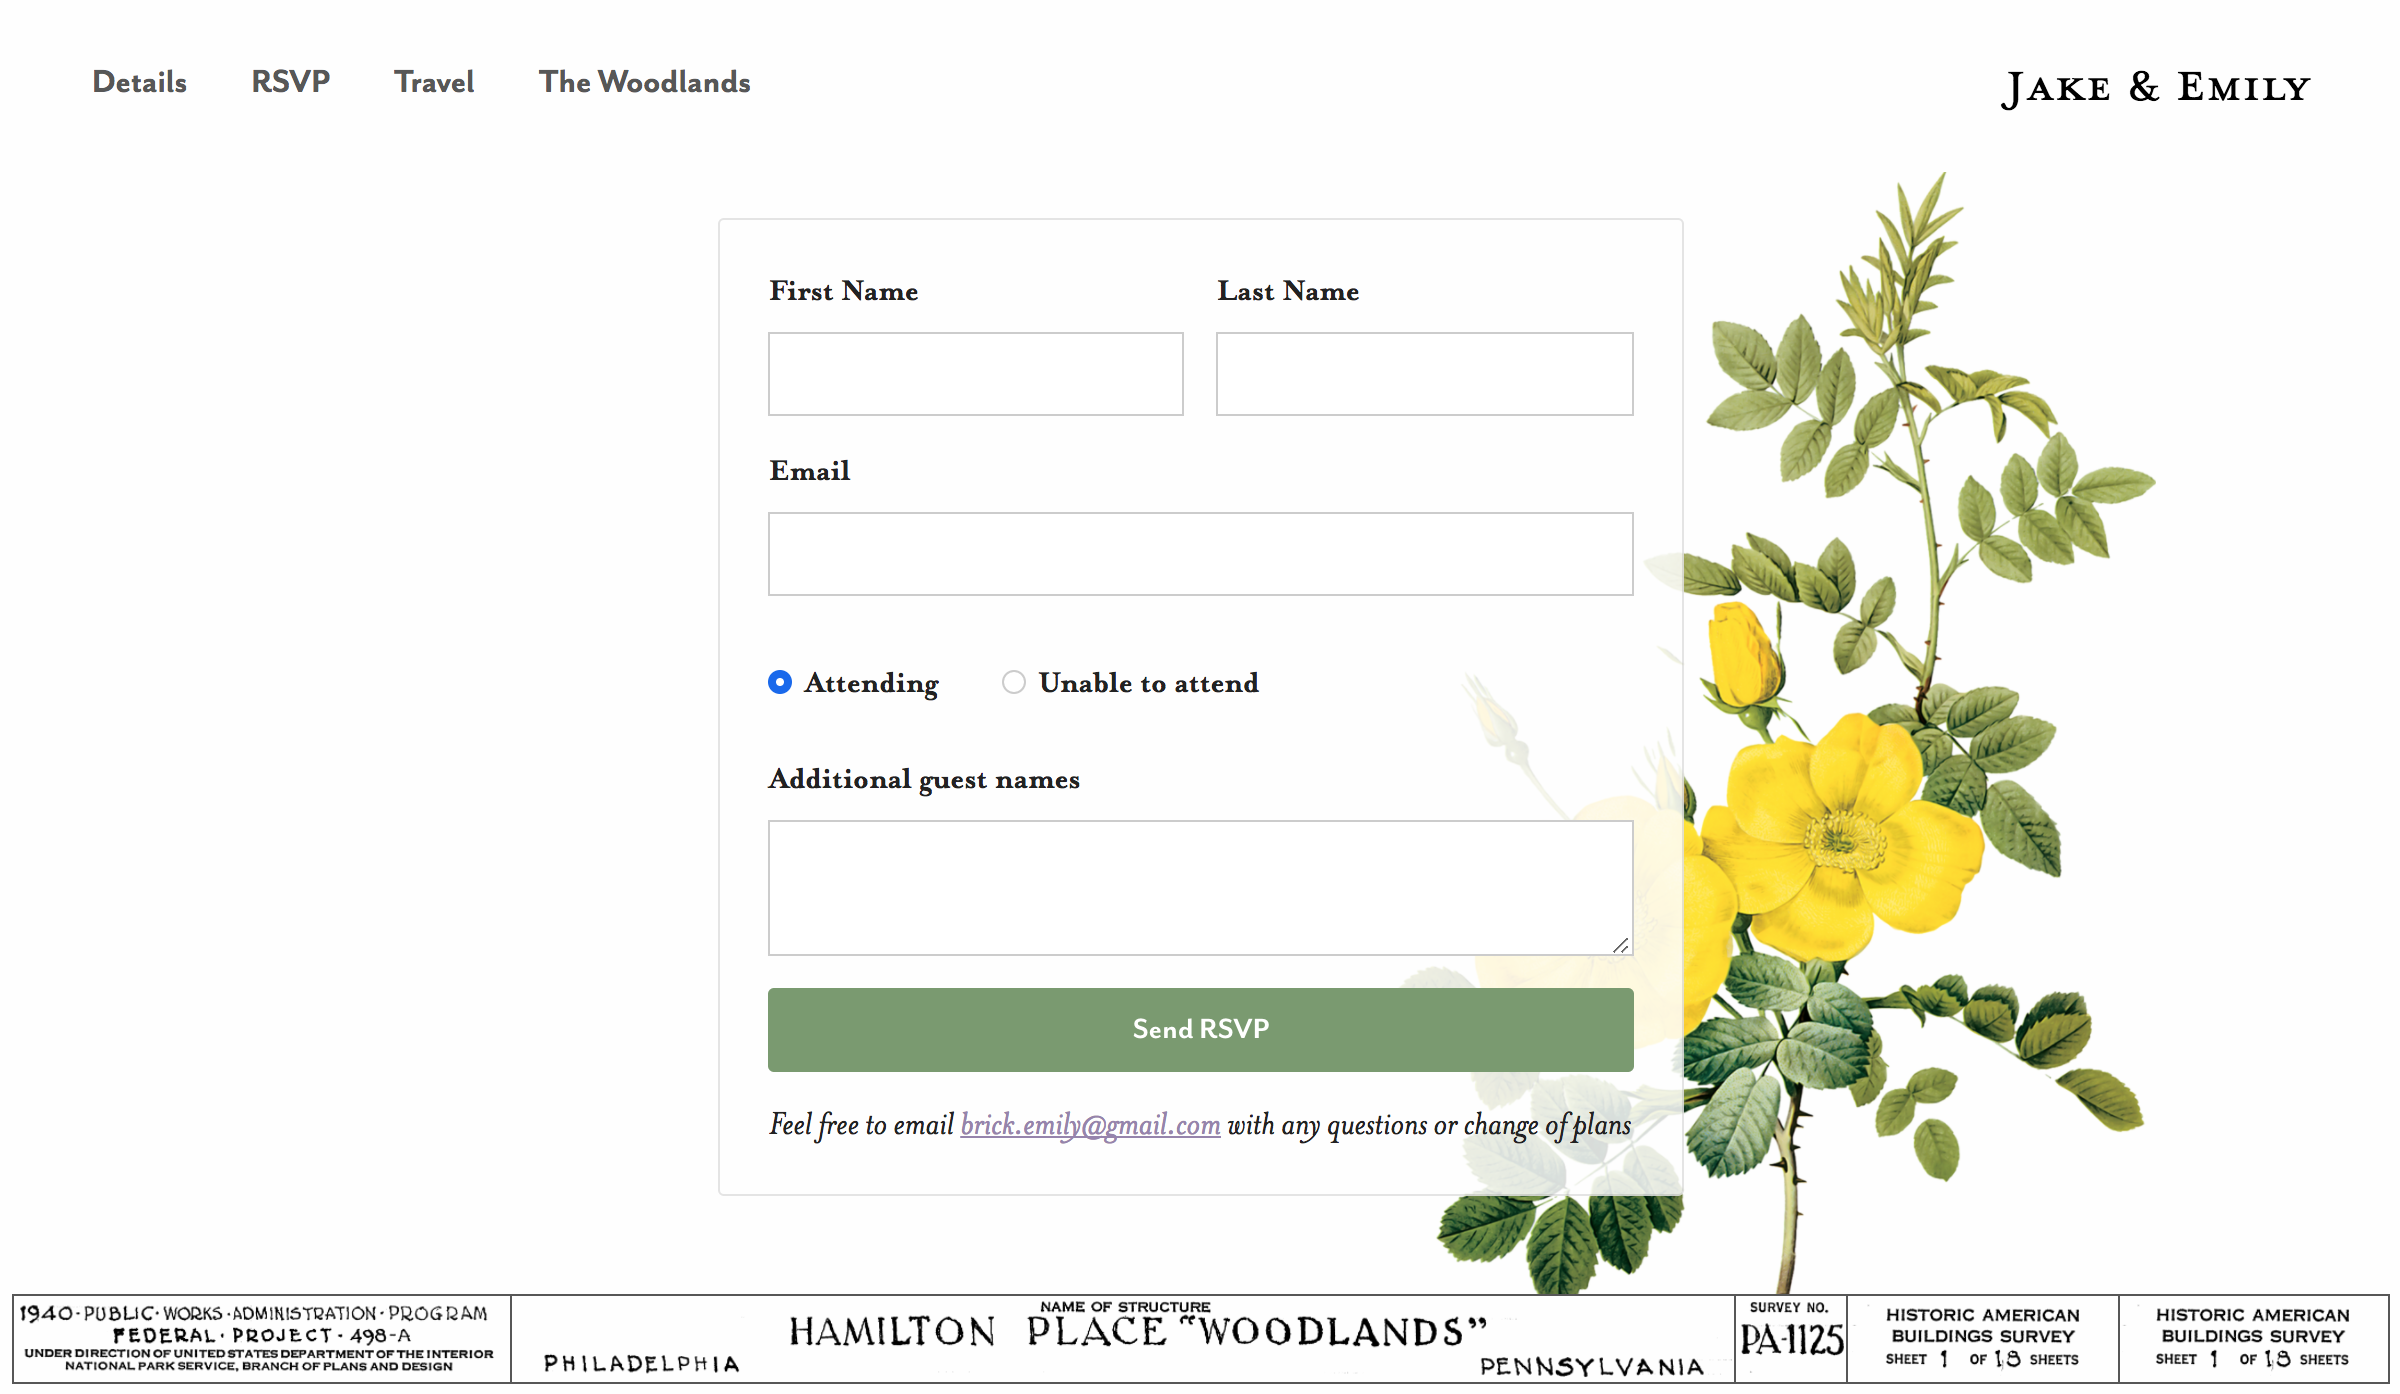 Details RSVP Travel The Woodlands
JAKE & EMILY
First Name Last Name
Email
Attending Unable to attend
Additional guest names
Send RSVP
Feel free to email brick.emily@gmail.com with any questions or change of plans
1940·PUBLIC·WORKS·ADMINISTRATION·PROGRAM
FEDERAL·PROJECT·498-A
UNDER DIRECTION OF UNITED STATES DEPARTMENT OF THE INTERIOR
NATIONAL PARK SERVICE, BRANCH OF PLANS AND DESIGN
NAME OF STRUCTURE
HAMILTON PLACE "WOODLANDS"
PHILADELPHIA PENNSYLVANIA
SURVEY NO.
PA-1125
HISTORIC AMERICAN
BUILDINGS SURVEY
SHEET 1 OF 18 SHEETS
HISTORIC AMERICAN
BUILDINGS SURVEY
SHEET 1 OF 18 SHEETS